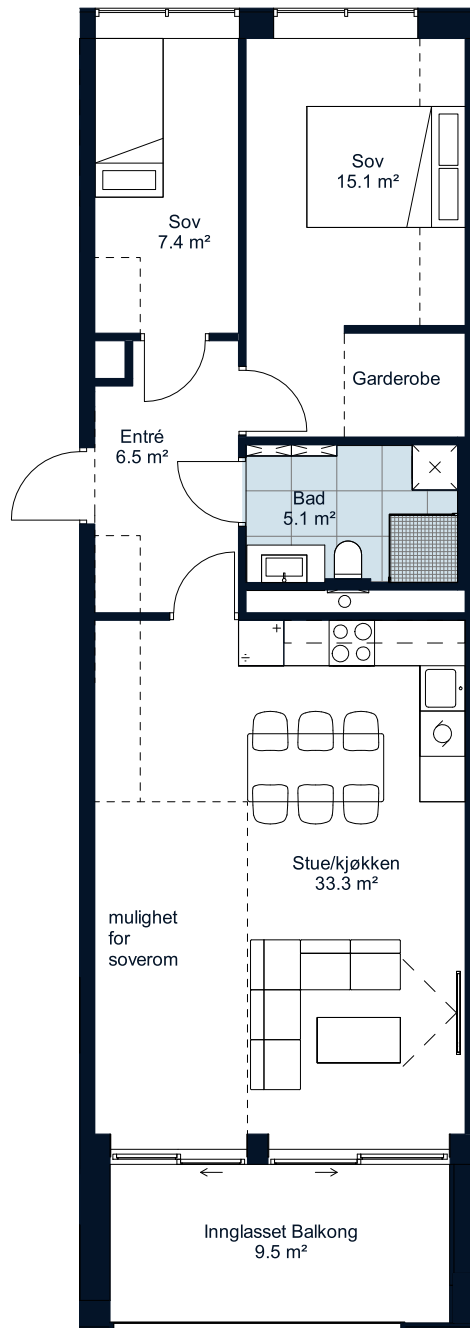 Sov
15.1 m²
Sov
7.4 m²
Garderobe
Entré
6.5 m²
Bad
5.1 m²
Stue/kjøkken
33.3 m²
mulighet
for
soverom
Innglasset Balkong
9.5 m²